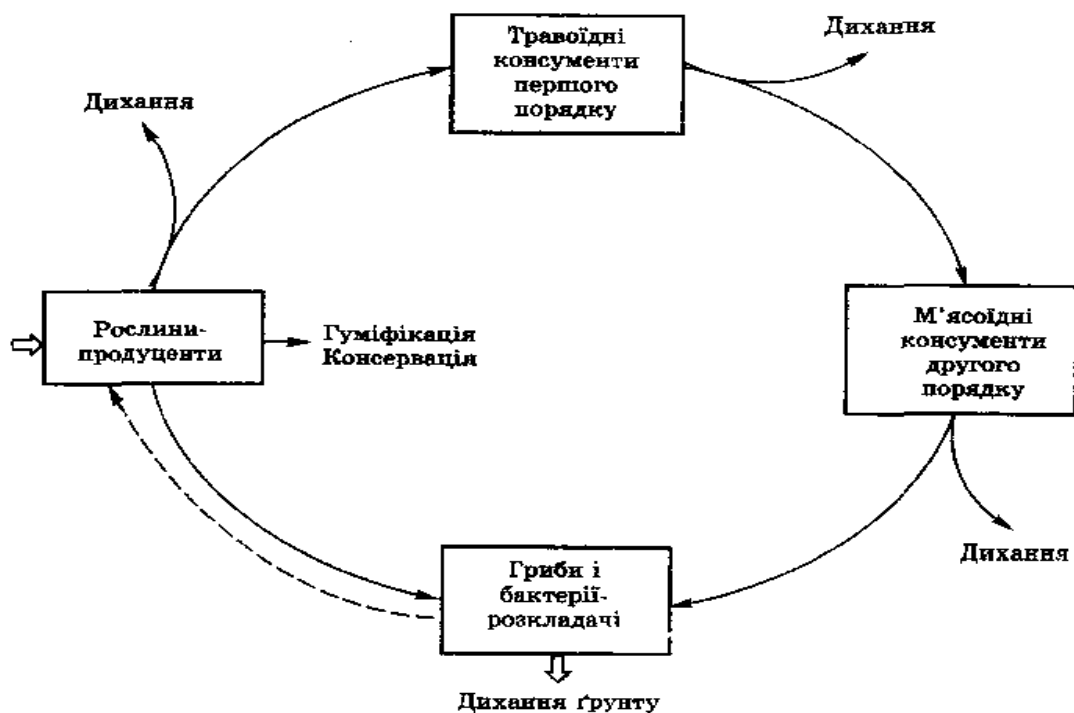 Травоїдні
консументи
першого
порядку
Дихання
Дихання
Рослини-
продуценти
Гуміфікація
Консервація
М'ясоїдні
консументи
другого
порядку
Дихання
Гриби і
бактерії-
розкладачі
Дихання ґрунту